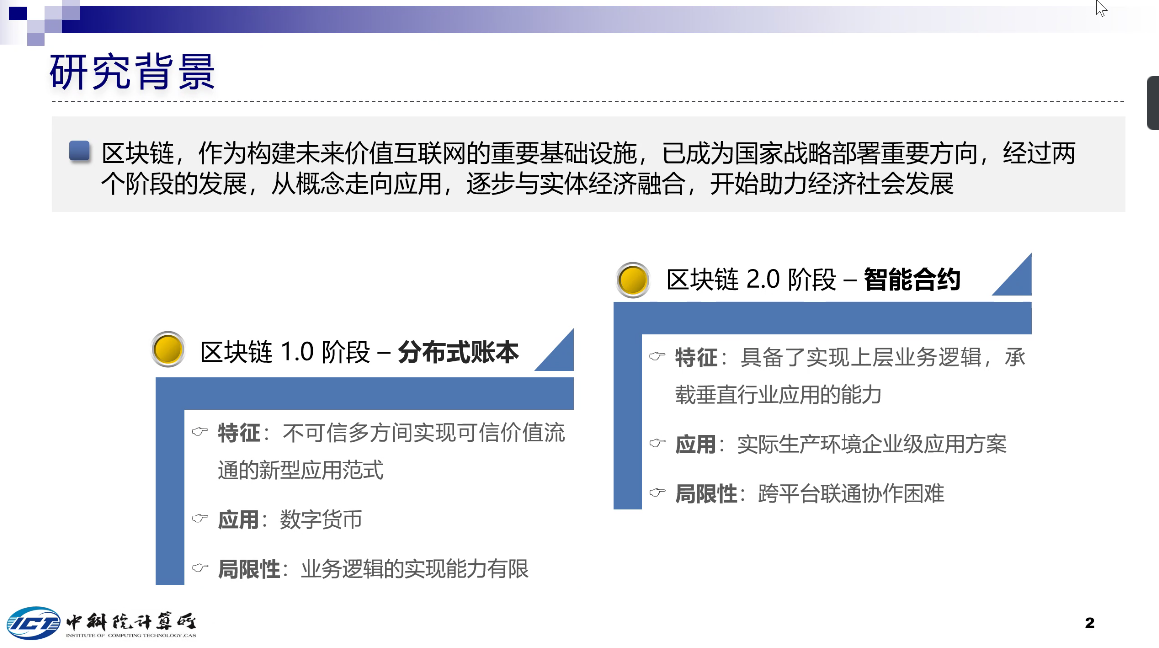 研究背景
区块链，作为构建未来价值互联网的重要基础设施，已成为国家战略部署重要方向，经过两
个阶段的发展，从概念走向应用，逐步与实体经济融合，开始助力经济社会发展
区块链 1.0 阶段 – 分布式账本
特征：不可信多方间实现可信价值流
通的新型应用范式
应用：数字货币
局限性：业务逻辑的实现能力有限
区块链 2.0 阶段 – 智能合约
特征：具备了实现上层业务逻辑，承
载垂直行业应用的能力
应用：实际生产环境企业级应用方案
局限性：跨平台联通协作困难
ICT 中科院计算所
INSTITUTE OF COMPUTING TECHNOLOGY,CAS
2